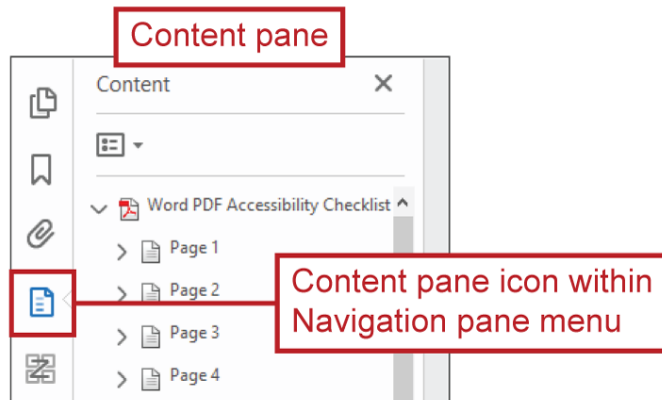 Content pane
Content
Word PDF Accessibility Checklist
Page 1
Page 2
Page 3
Page 4
Content pane icon within
Navigation pane menu